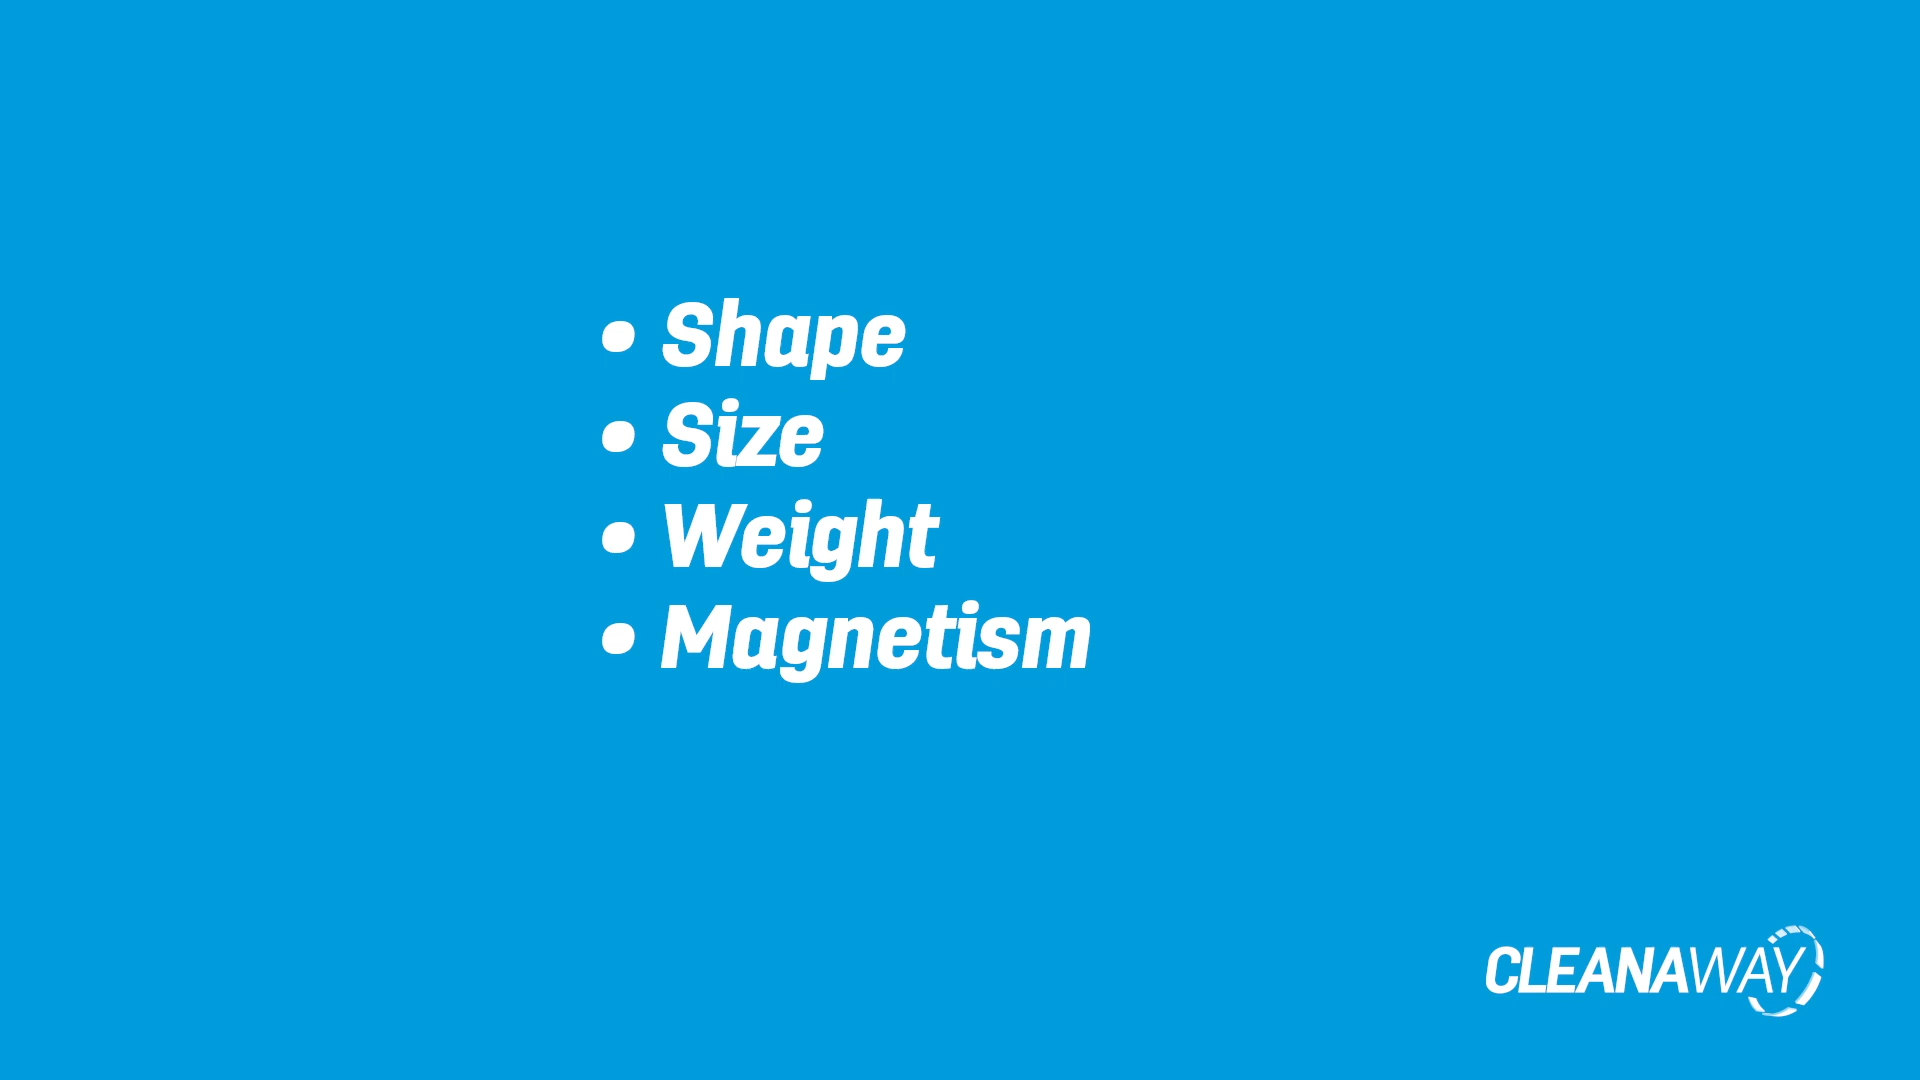 • Shape
• Size
• Weight
• Magnetism
CLEANAWAY